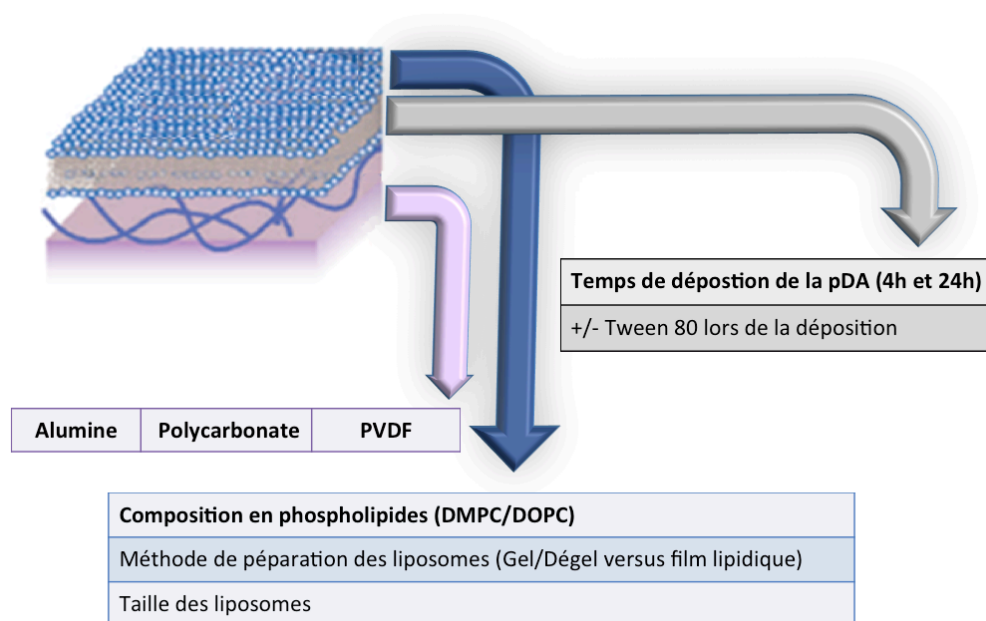 Temps de dépostion de la pDA (4h et 24h)
+/- Tween 80 lors de la déposition
Alumine Polycarbonate PVDF
Composition en phospholipides (DMPC/DOPC)
Méthode de péparation des liposomes (Gel/Dégel versus film lipidique)
Taille des liposomes